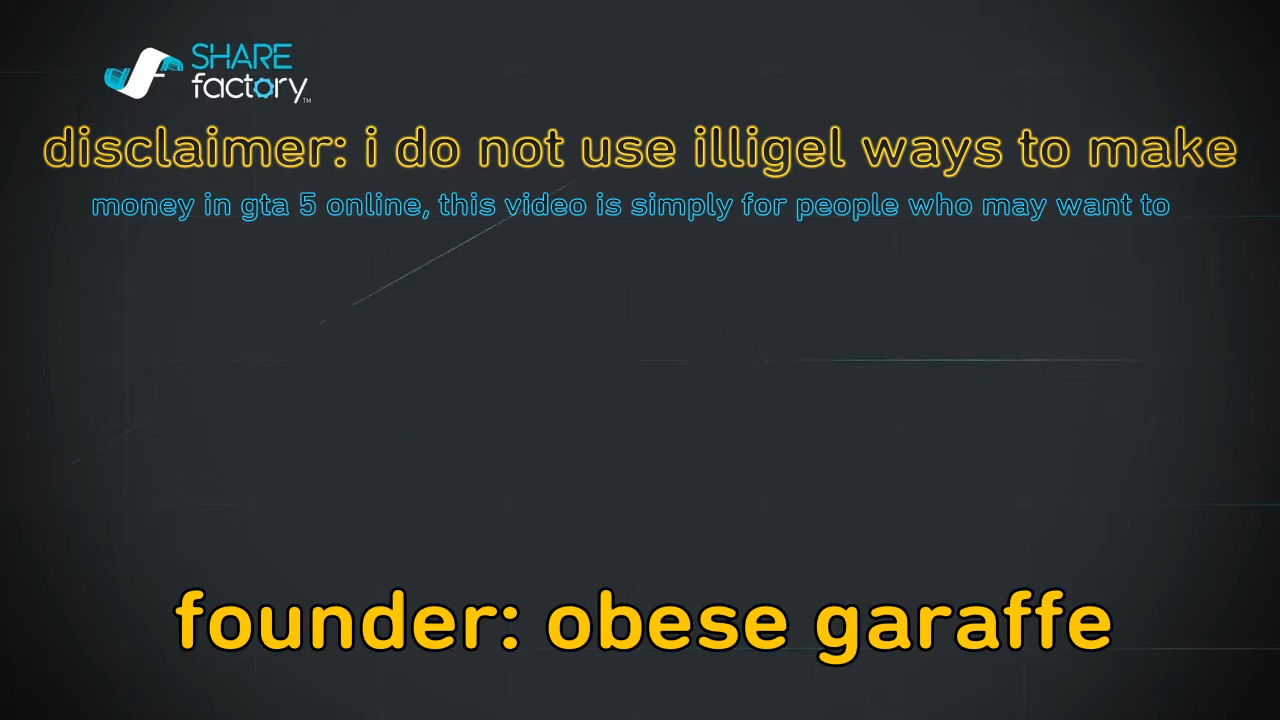 SHARE
factory™
disclaimer: i do not use illigel ways to make
money in gta 5 online, this video is simply for people who may want to
founder: obese garaffe